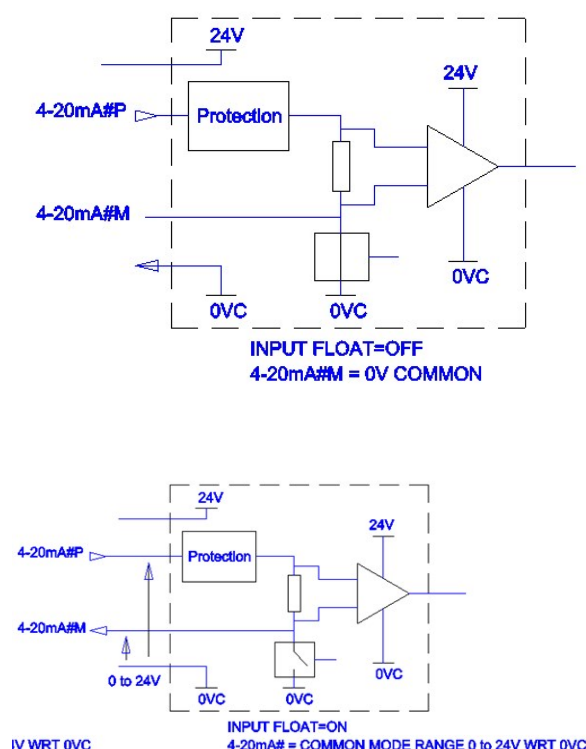 24V
24V
4-20mA#P
Protection
4-20mA#M
0VC
0VC
0VC
INPUT FLOAT=OFF
4-20mA#M = 0V COMMON
24V
24V
4-20mA#P
Protection
4-20mA#M
0 to 24V
0VC
0VC
0VC
INPUT FLOAT=ON
V WRT 0VC
4-20mA# = COMMON MODE RANGE 0 to 24V WRT 0VC